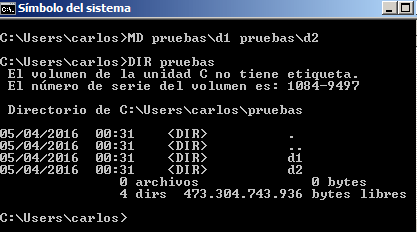 Símbolo del sistema
C:\Users\carlos>MD pruebas\d1 pruebas\d2
C:\Users\carlos>DIR pruebas
 El volumen de la unidad C no tiene etiqueta.
 El número de serie del volumen es: 1084-9497
 Directorio de C:\Users\carlos\pruebas
05/04/2016  00:31    <DIR>          .
05/04/2016  00:31    <DIR>          ..
05/04/2016  00:31    <DIR>          d1
05/04/2016  00:31    <DIR>          d2
               0 archivos              0 bytes
               4 dirs  473.304.743.936 bytes libres
C:\Users\carlos>